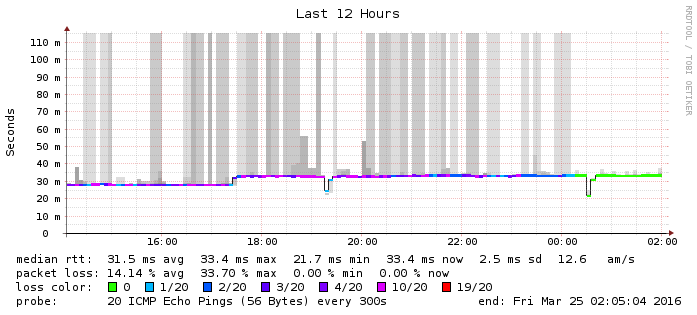 Last 12 Hours
RRDTOOL / TOBI OETIKER
Seconds
110 m
100 m
90 m
80 m
70 m
60 m
50 m
40 m
30 m
20 m
10 m
0
16:00 18:00 20:00 22:00 00:00 02:00
median rtt: 31.5 ms avg 33.4 ms max 21.7 ms min 33.4 ms now 2.5 ms sd 12.6 am/s
packet loss: 14.14 % avg 33.70 % max 0.00 % min 0.00 % now
loss color: 0 1/20 2/20 3/20 4/20 10/20 19/20
probe: 20 ICMP Echo Pings (56 Bytes) every 300s end: Fri Mar 25 02:05:04 2016